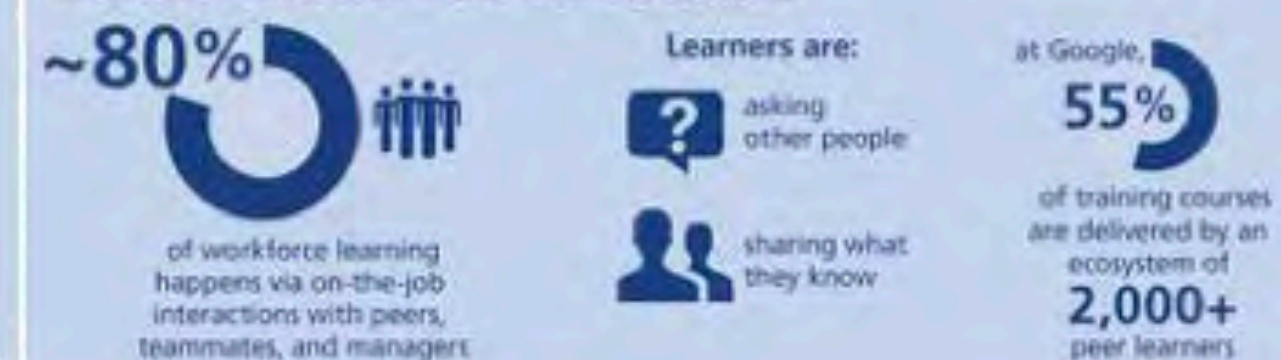 ~80%
of workforce learning
happens via on-the-job
interactions with peers,
teammates, and managers
Learners are:
?
asking
other people
sharing what
they know
at Google,
55%
of training courses
are delivered by an
ecosystem of
2,000+
peer learners